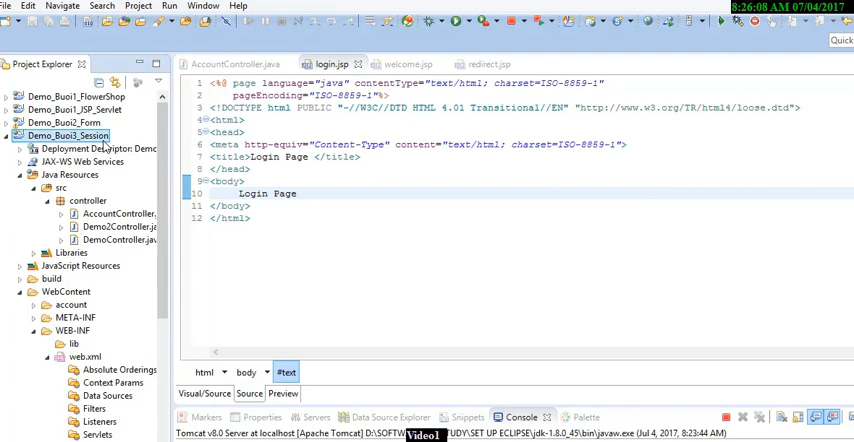 8:26:08 AM 07/04/2017
File Edit Navigate Search Project Run Window Help
Quick
Project Explorer
AccountController.java login.jsp welcome.jsp redirect.jsp
Demo_Buoi1_FlowerShop
Demo_Buoi1_JSP_Servlet
Demo_Buoi2_Form
Demo_Buoi3_Session
Deployment Descriptor: Demo
JAX-WS Web Services
Java Resources
src
controller
AccountController.
Demo2Controller.ja
DemoController.jav
Libraries
JavaScript Resources
build
WebContent
account
META-INF
WEB-INF
lib
web.xml
Absolute Orderings
Context Params
Data Sources
Filters
Listeners
Servlets
1 <%@ page language="java" contentType="text/html; charset=ISO-8859-1"
2 pageEncoding="ISO-8859-1"%>
3 <!DOCTYPE html PUBLIC "-//W3C//DTD HTML 4.01 Transitional//EN" "http://www.w3.org/TR/html4/loose.dtd">
4 <html>
5 <head>
6 <meta http-equiv="Content-Type" content="text/html; charset=ISO-8859-1">
7 <title>Login Page </title>
8 </head>
9 <body>
10 Login Page
11 </body>
12 </html>
html body #text
Visual/Source Source Preview
Markers Properties Servers Data Source Explorer Snippets Console Palette
Tomcat v8.0 Server at localhost [Apache Tomcat] D:\SOFTW STUDY\SET UP ECLIPSE\jdk-1.8.0_45\bin\javaw.exe (Jul 4, 2017, 8:23:44 AM)
Video1